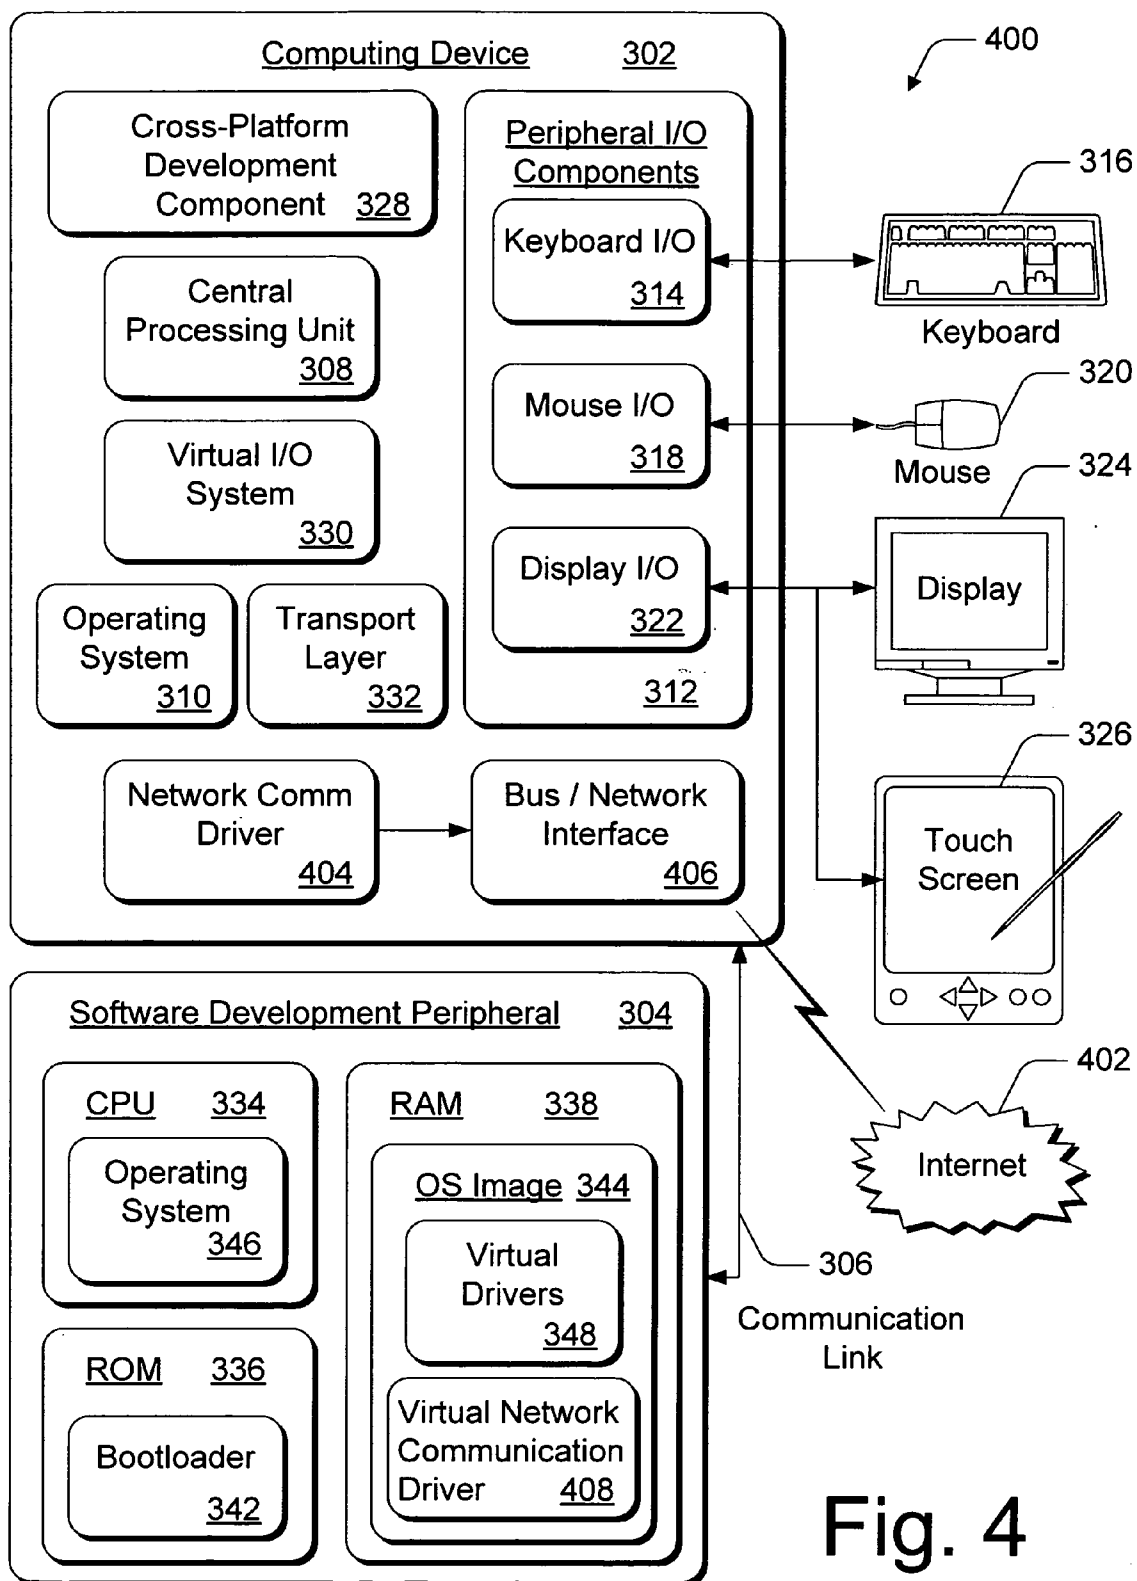 Computing Device 302
400
Cross-Platform
Development
Component 328
Peripheral I/O
Components
Keyboard I/O
314
316
Keyboard
Central
Processing Unit
308
Mouse I/O
318
320
Mouse
Virtual I/O
System
330
Display I/O
322
324
Display
Operating
System
310
Transport
Layer
332
312
326
Touch
Screen
Network Comm
Driver
404
Bus / Network
Interface
406
Software Development Peripheral 304
402
Internet
CPU 334
Operating
System
346
RAM 338
OS Image 344
Virtual
Drivers
348
306
Communication
Link
ROM 336
Bootloader
342
Virtual Network
Communication
Driver 408
Fig. 4